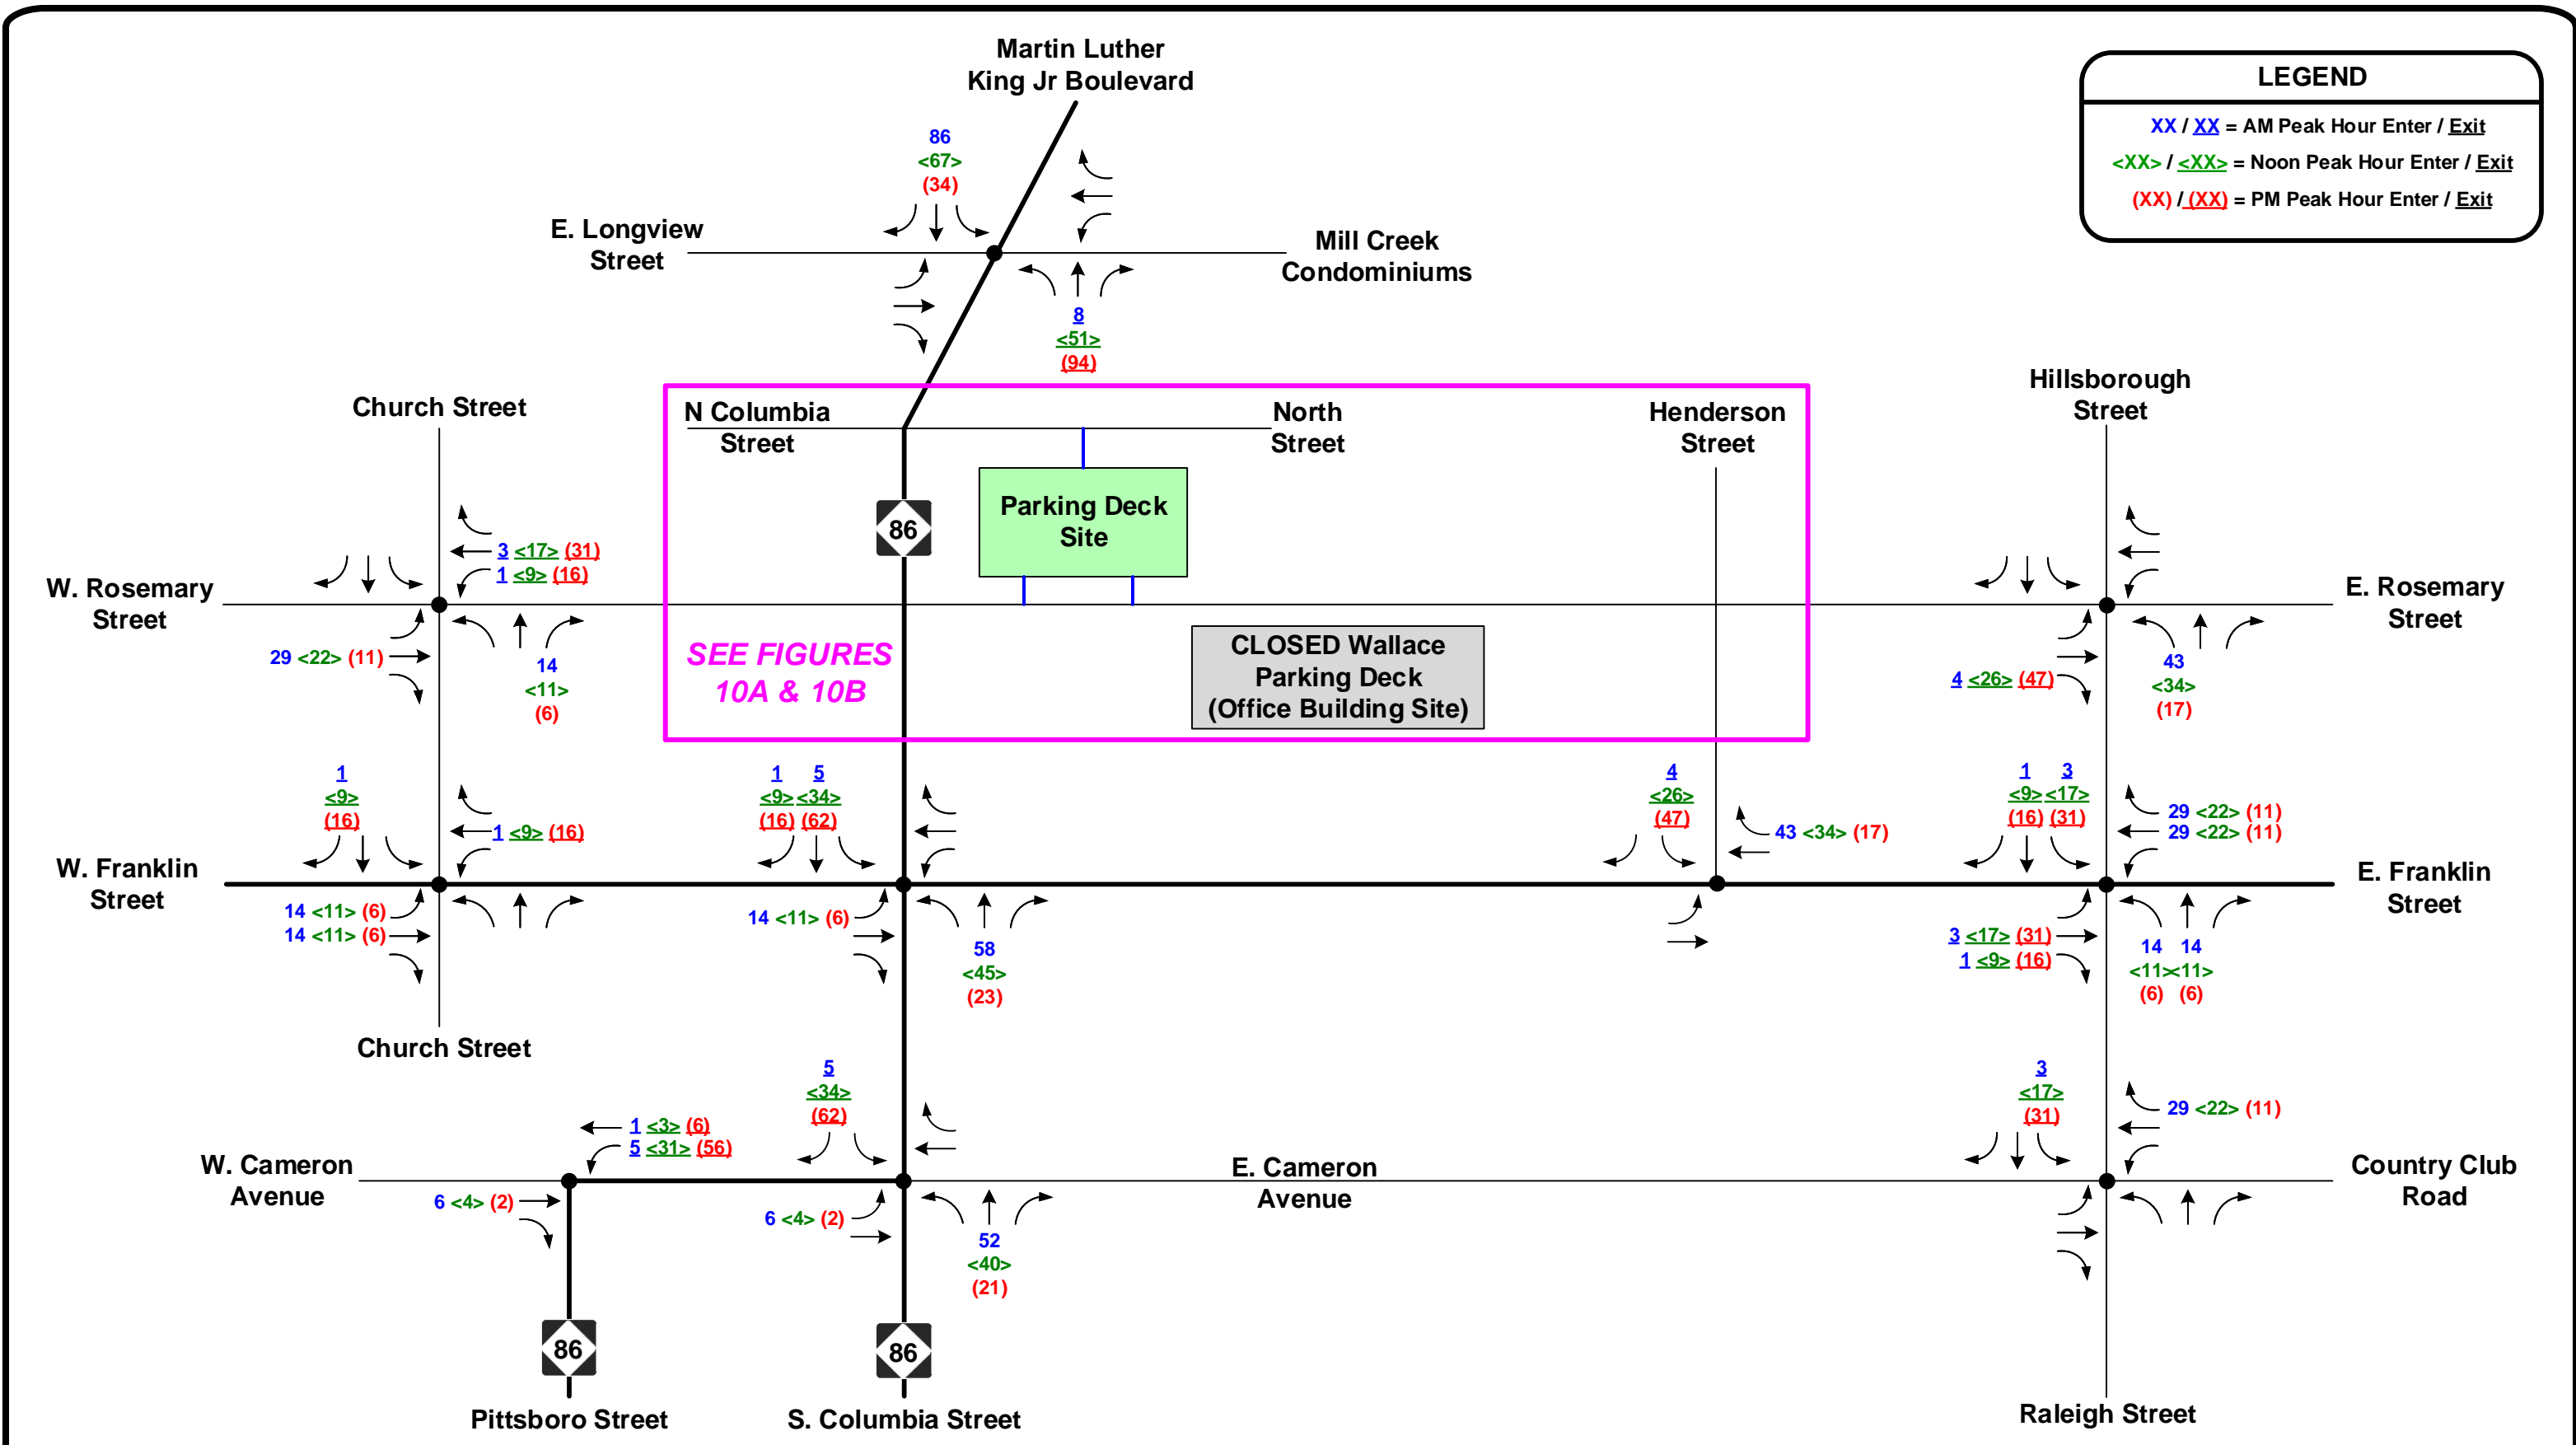 Martin Luther
King Jr Boulevard
LEGEND
XX / XX = AM Peak Hour Enter / Exit
<XX> / <XX> = Noon Peak Hour Enter / Exit
(XX) / (XX) = PM Peak Hour Enter / Exit
86
<67>
(34)
E. Longview
Street
Mill Creek
Condominiums
8
<51>
(94)
Church Street
N Columbia
Street
North
Street
Henderson
Street
Hillsborough
Street
86
Parking Deck
Site
3 <17> (31)
1 <9> (16)
W. Rosemary
Street
29 <22> (11)
14
<11>
(6)
SEE FIGURES
10A & 10B
CLOSED Wallace
Parking Deck
(Office Building Site)
E. Rosemary
Street
4 <26> (47)
43
<34>
(17)
1
<9>
(16)
1 <9> (16)
W. Franklin
Street
14 <11> (6)
14 <11> (6)
1 5
<9> <34>
(16) (62)
14 <11> (6)
58
<45>
(23)
4
<26>
(47)
43 <34> (17)
1 3
<9> <17>
(16) (31)
29 <22> (11)
29 <22> (11)
E. Franklin
Street
3 <17> (31)
1 <9> (16)
14 14
<11> <11>
(6) (6)
Church Street
5
<34>
(62)
1 <3> (6)
5 <31> (56)
W. Cameron
Avenue
6 <4> (2)
6 <4> (2)
E. Cameron
Avenue
52
<40>
(21)
3
<17>
(31)
29 <22> (11)
Country Club
Road
86
86
Pittsboro Street
S. Columbia Street
Raleigh Street